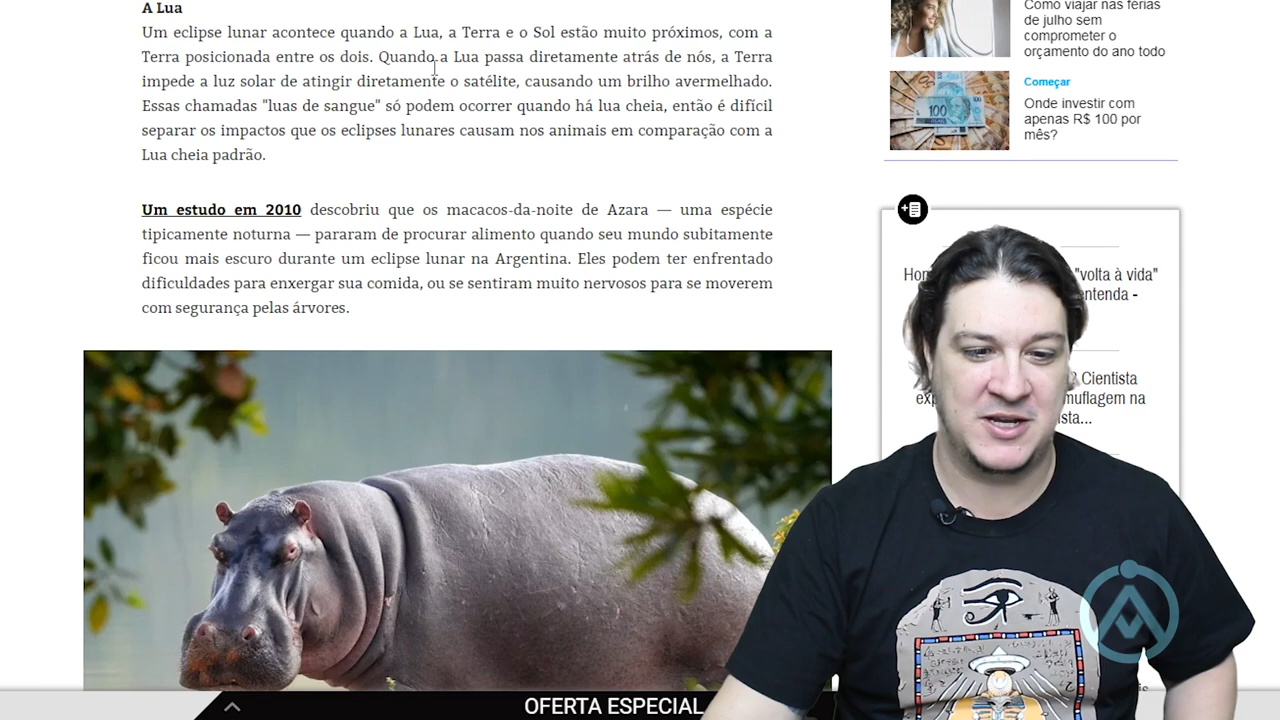 A Lua
Um eclipse lunar acontece quando a Lua, a Terra e o Sol estão muito próximos, com a
Terra posicionada entre os dois. Quando a Lua passa diretamente atrás de nós, a Terra
impede a luz solar de atingir diretamente o satélite, causando um brilho avermelhado.
Essas chamadas "luas de sangue" só podem ocorrer quando há lua cheia, então é difícil
separar os impactos que os eclipses lunares causam nos animais em comparação com a
Lua cheia padrão.
Um estudo em 2010 descobriu que os macacos-da-noite de Azara — uma espécie
tipicamente noturna — pararam de procurar alimento quando seu mundo subitamente
ficou mais escuro durante um eclipse lunar na Argentina. Eles podem ter enfrentado
dificuldades para enxergar sua comida, ou se sentiram muito nervosos para se moverem
com segurança pelas árvores.
Como viajar nas férias
de julho sem
comprometer o
orçamento do ano todo
Começar
Onde investir com
apenas R$ 100 por
mês?
"volta à vida"
entenda -
Cientista
muflagem na
ista...
OFERTA ESPECIAL